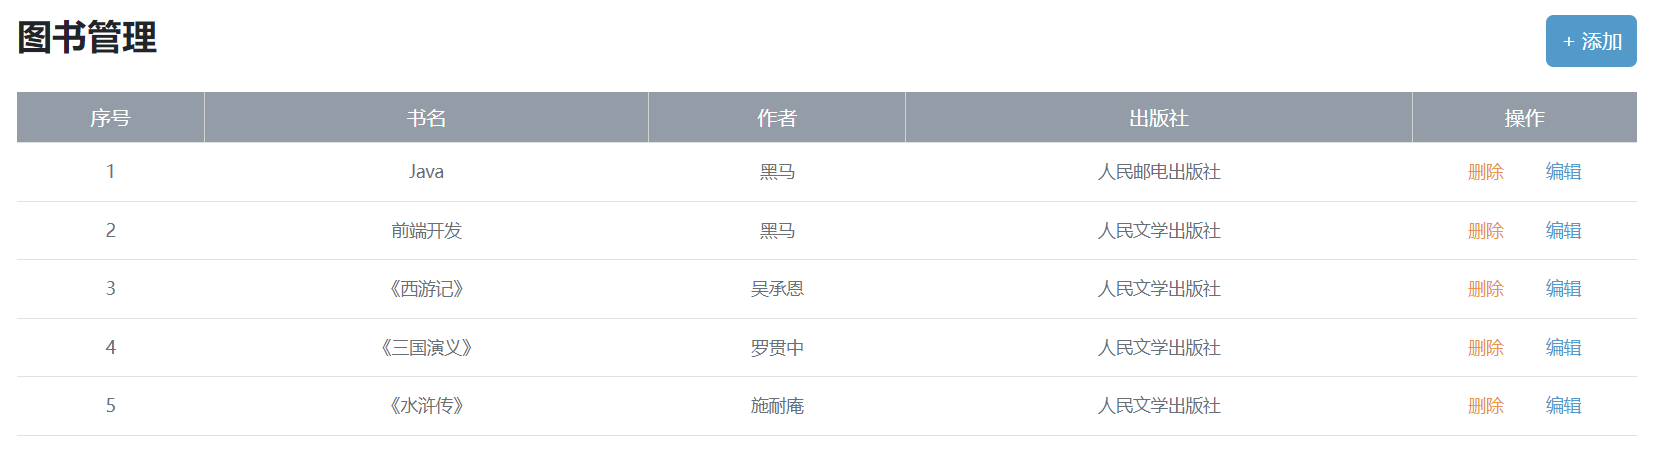 图书管理
+ 添加
序号 书名 作者 出版社 操作
1 Java 黑马 人民邮电出版社 删除 编辑
2 前端开发 黑马 人民文学出版社 删除 编辑
3 《西游记》 吴承恩 人民文学出版社 删除 编辑
4 《三国演义》 罗贯中 人民文学出版社 删除 编辑
5 《水浒传》 施耐庵 人民文学出版社 删除 编辑